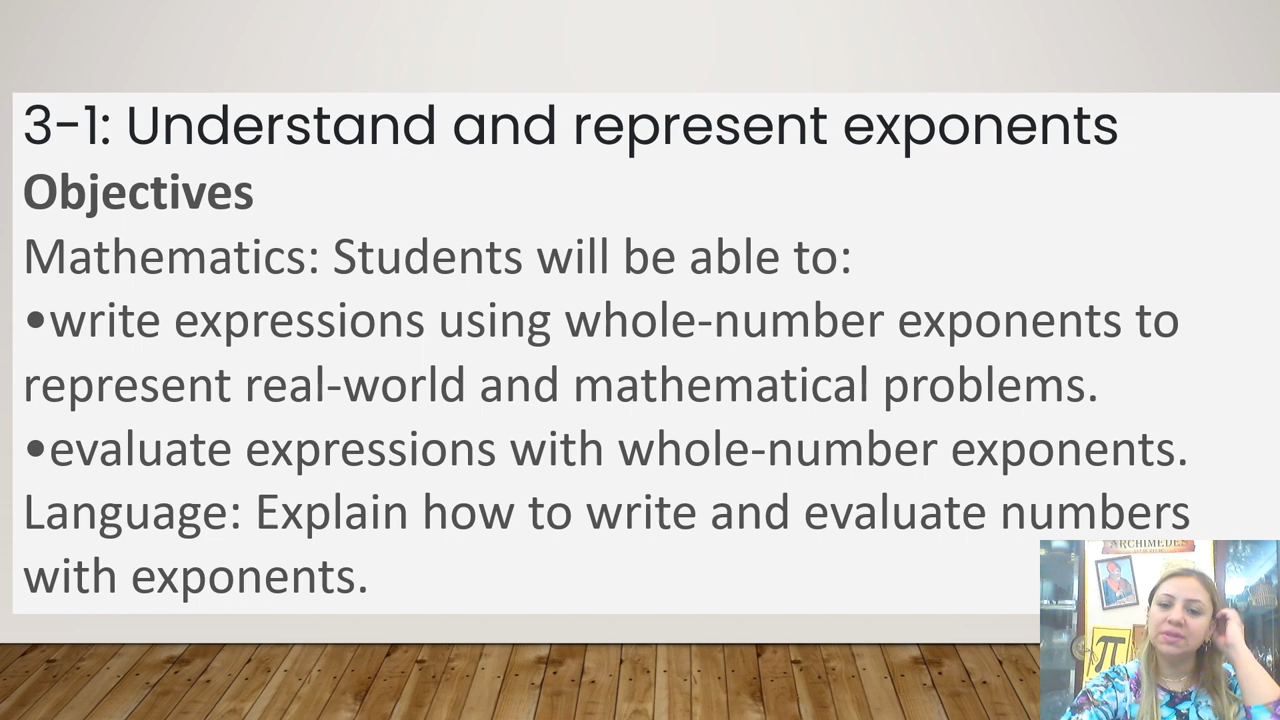 3-1: Understand and represent exponents
Objectives
Mathematics: Students will be able to:
•write expressions using whole-number exponents to
represent real-world and mathematical problems.
•evaluate expressions with whole-number exponents.
Language: Explain how to write and evaluate numbers
with exponents.
ARCHIMEDES
π